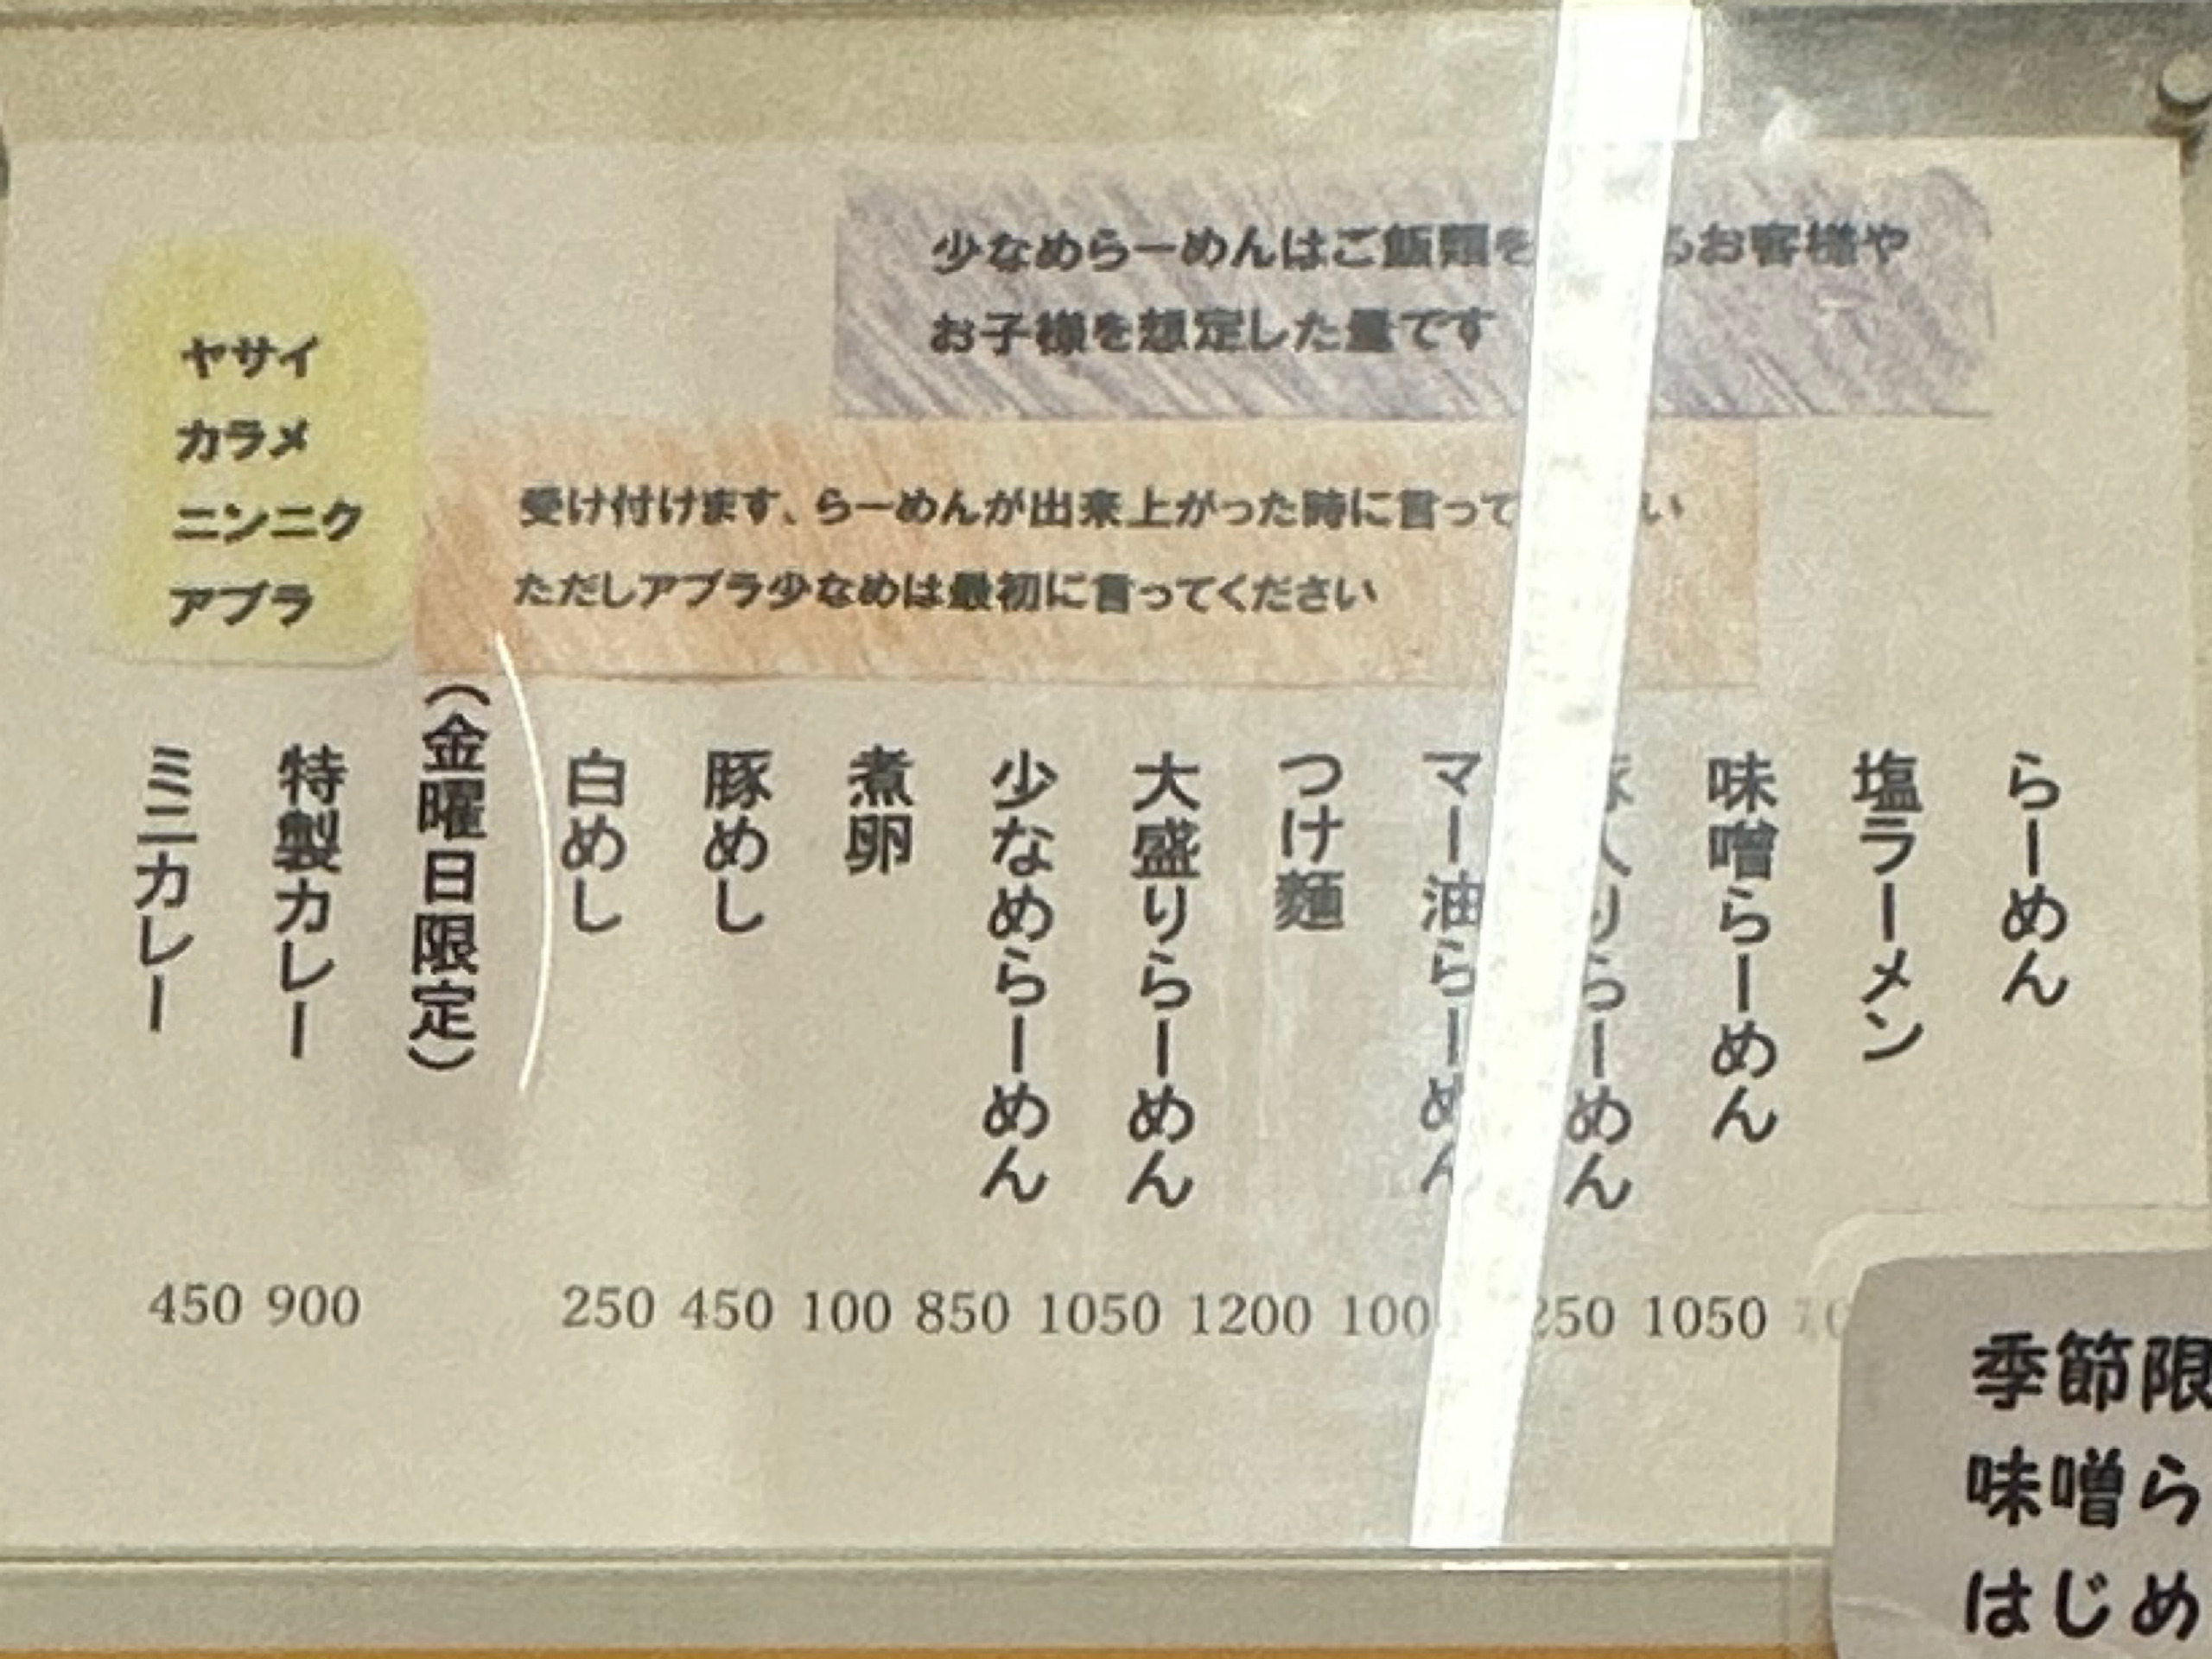 少なめらーめんはご飯類を るお客様や
お子様を想定した量です
ヤサイ
カラメ
ニンニク
アブラ
受け付けます、らーめんが出来上がった時に言って い
ただしアブラ少なめは最初に言ってください
らーめん
塩ラーメン
味噌らーめん
豚入りらーめん
マー油らーめん
つけ麺
大盛りらーめん
少なめらーめん
煮卵
豚めし
白めし
(金曜日限定)
特製カレー
ミニカレー
450 900 250 450 100 850 1050 1200 100 250 1050
季節限
味噌ら
はじめ